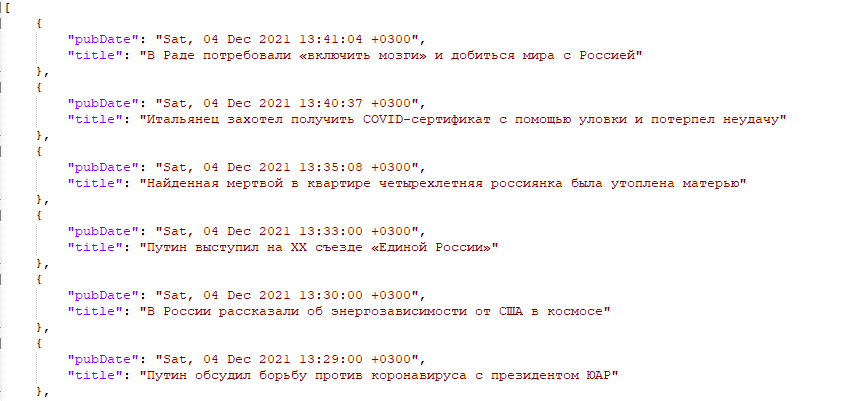 [
{
"pubDate": "Sat, 04 Dec 2021 13:41:04 +0300",
"title": "В Раде потребовали «включить мозги» и добиться мира с Россией"
},
{
"pubDate": "Sat, 04 Dec 2021 13:40:37 +0300",
"title": "Итальянец захотел получить COVID-сертификат с помощью уловки и потерпел неудачу"
},
{
"pubDate": "Sat, 04 Dec 2021 13:35:08 +0300",
"title": "Найденная мертвой в квартире четырехлетняя россиянка была утоплена матерью"
},
{
"pubDate": "Sat, 04 Dec 2021 13:33:00 +0300",
"title": "Путин выступил на XX съезде «Единой России»"
},
{
"pubDate": "Sat, 04 Dec 2021 13:30:00 +0300",
"title": "В России рассказали об энергозависимости от США в космосе"
},
{
"pubDate": "Sat, 04 Dec 2021 13:29:00 +0300",
"title": "Путин обсудил борьбу против коронавируса с президентом ЮАР"
},